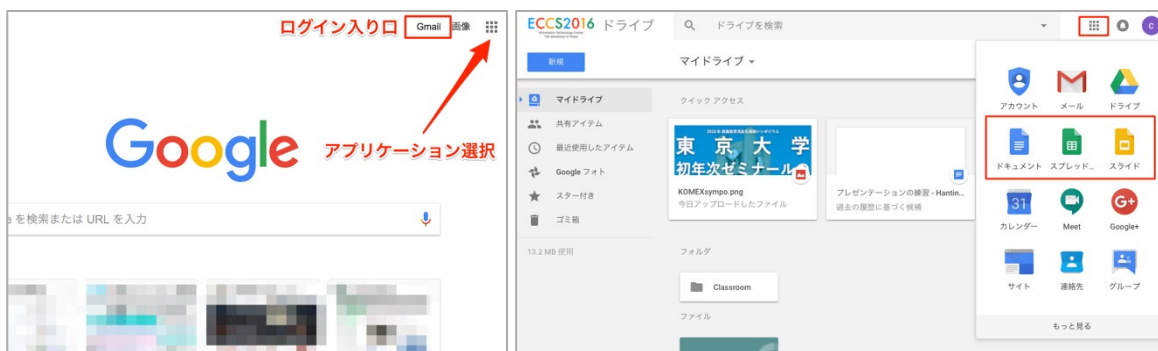 ログイン入り口 Gmail 画像
Google
アプリケーション選択
を検索または URL を入力
ECCS2016 ドライブ
Information Technology Center
The University of Tokyo
ドライブを検索
C
新規
マイドライブ
マイドライブ
共有アイテム
最近使用したアイテム
Google フォト
スター付き
ゴミ箱
13.2 MB 使用
クイック アクセス
東京大学
初年次ゼミナール
KOMEXsympo.png
今日アップロードしたファイル
プレゼンテーションの練習 - Hantin...
過去の履歴に基づく候補
フォルダ
Classroom
ファイル
アカウント メール ドライブ
ドキュメント スプレッド... スライド
31
G+
カレンダー Meet Google+
サイト 連絡先 グループ
もっと見る